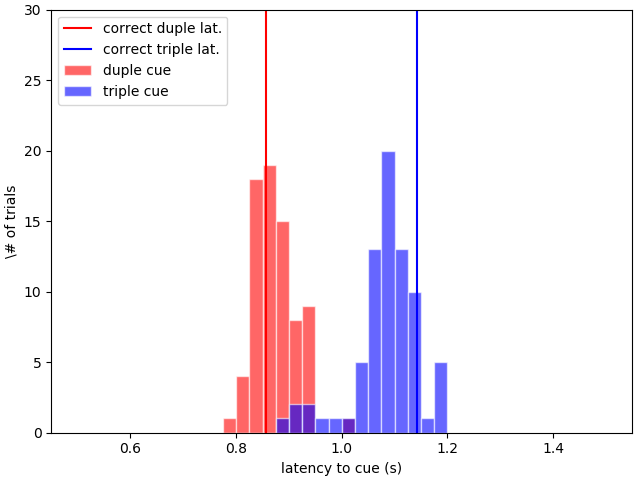 30
25
20
15
10
5
0
\# of trials
correct duple lat.
correct triple lat.
duple cue
triple cue
0.6 0.8 1.0 1.2 1.4
latency to cue (s)